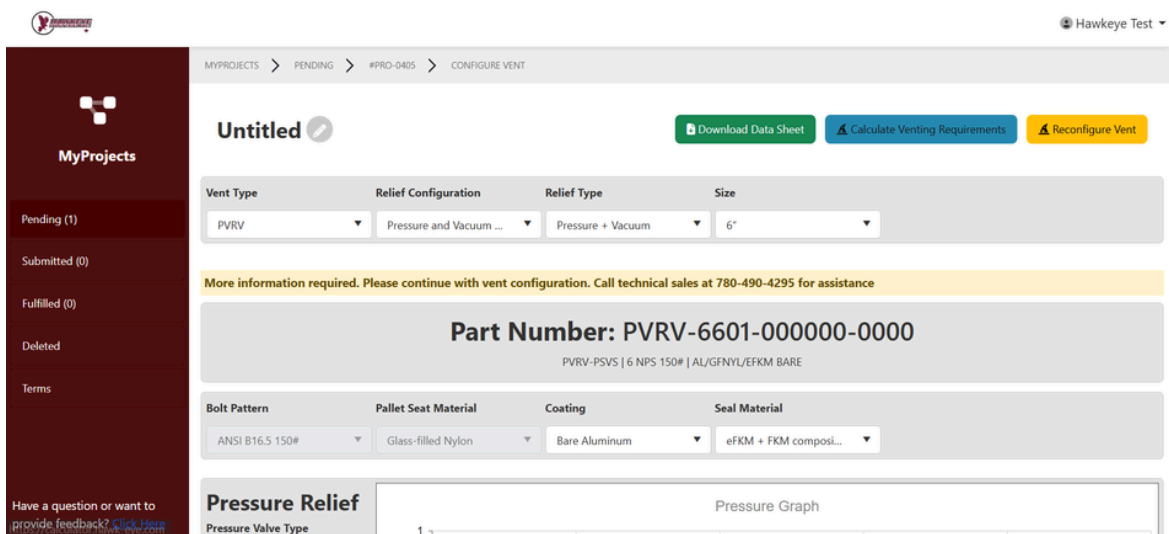 HAWKEYE
Hawkeye Test
MYPROJECTS PENDING #PRO-0405 CONFIGURE VENT
MyProjects
Pending (1)
Submitted (0)
Fulfilled (0)
Deleted
Terms
Have a question or want to
provide feedback? Click Here
Untitled
Download Data Sheet
Calculate Venting Requirements
Reconfigure Vent
Vent Type Relief Configuration Relief Type Size
PVRV Pressure and Vacuum ... Pressure + Vacuum 6"
More information required. Please continue with vent configuration. Call technical sales at 780-490-4295 for assistance
Part Number: PVRV-6601-000000-0000
PVRV-PSVS | 6 NPS 150# | AL/GFNYL/EFKM BARE
Bolt Pattern Pallet Seat Material Coating Seal Material
ANSI B16.5 150# Glass-filled Nylon Bare Aluminum eFKM + FKM composi...
Pressure Relief
Pressure Valve Type
Pressure Graph
1